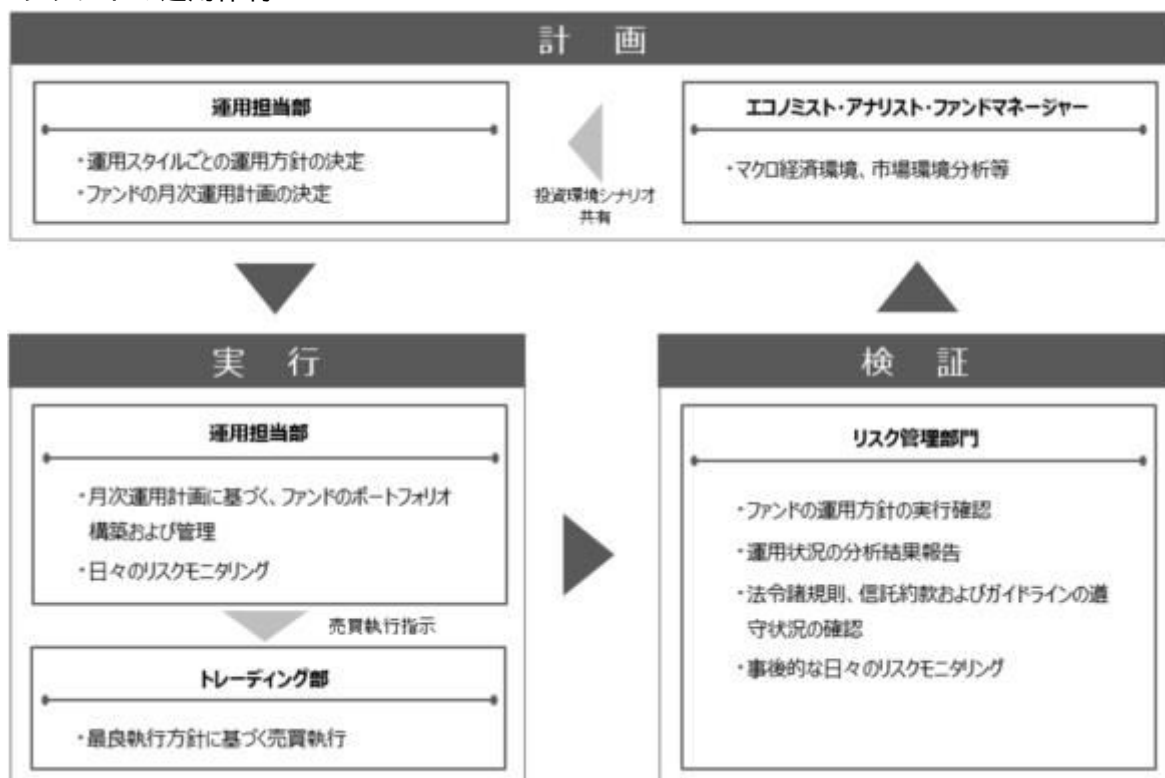 計 画
運用担当部
・運用スタイルごとの運用方針の決定
・ファンドの月次運用計画の決定
投資環境シナリオ
共有
エコノミスト・アナリスト・ファンドマネージャー
・マクロ経済環境、市場環境分析等
実 行
運用担当部
・月次運用計画に基づく、ファンドのポートフォリオ
構築および管理
・日々のリスクモニタリング
売買執行指示
トレーディング部
・最良執行方針に基づく売買執行
検 証
リスク管理部門
・ファンドの運用方針の実行確認
・運用状況の分析結果報告
・法令諸規則、信託約款およびガイドラインの遵
守状況の確認
・事後的な日々のリスクモニタリング